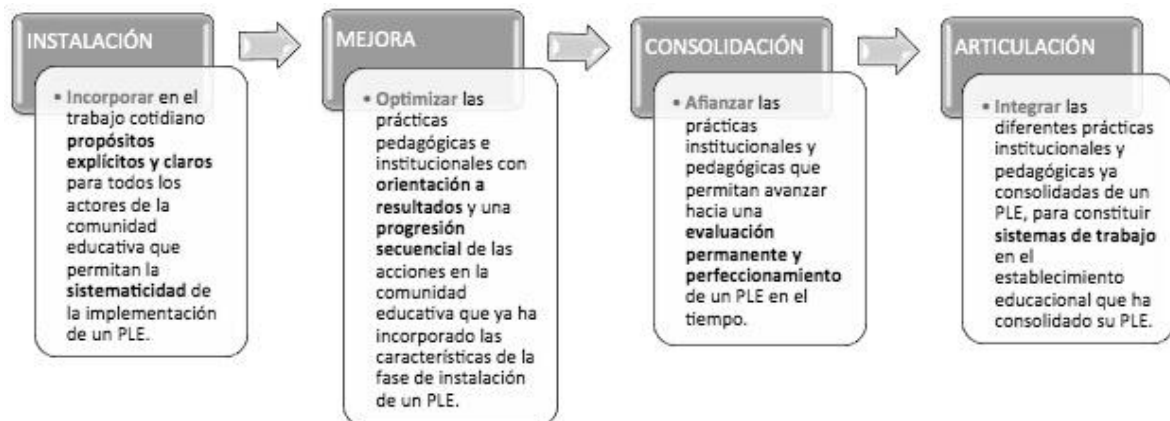 INSTALACIÓN
• Incorporar en el
trabajo cotidiano
propósitos
explícitos y claros
para todos los
actores de la
comunidad
educativa que
permitan la
sistematicidad de
la implementación
de un PLE.
MEJORA
• Optimizar las
prácticas
pedagógicas e
institucionales con
orientación a
resultados y una
progresión
secuencial de las
acciones en la
comunidad
educativa que ya ha
incorporado las
características de la
fase de instalación
de un PLE.
CONSOLIDACIÓN
• Afianzar las
prácticas
institucionales y
pedagógicas que
permitan avanzar
hacia una
evaluación
permanente y
perfeccionamiento
de un PLE en el
tiempo.
ARTICULACIÓN
• Integrar las
diferentes prácticas
institucionales y
pedagógicas ya
consolidadas de un
PLE, para constituir
sistemas de trabajo
en el
establecimiento
educacional que ha
consolidado su PLE.